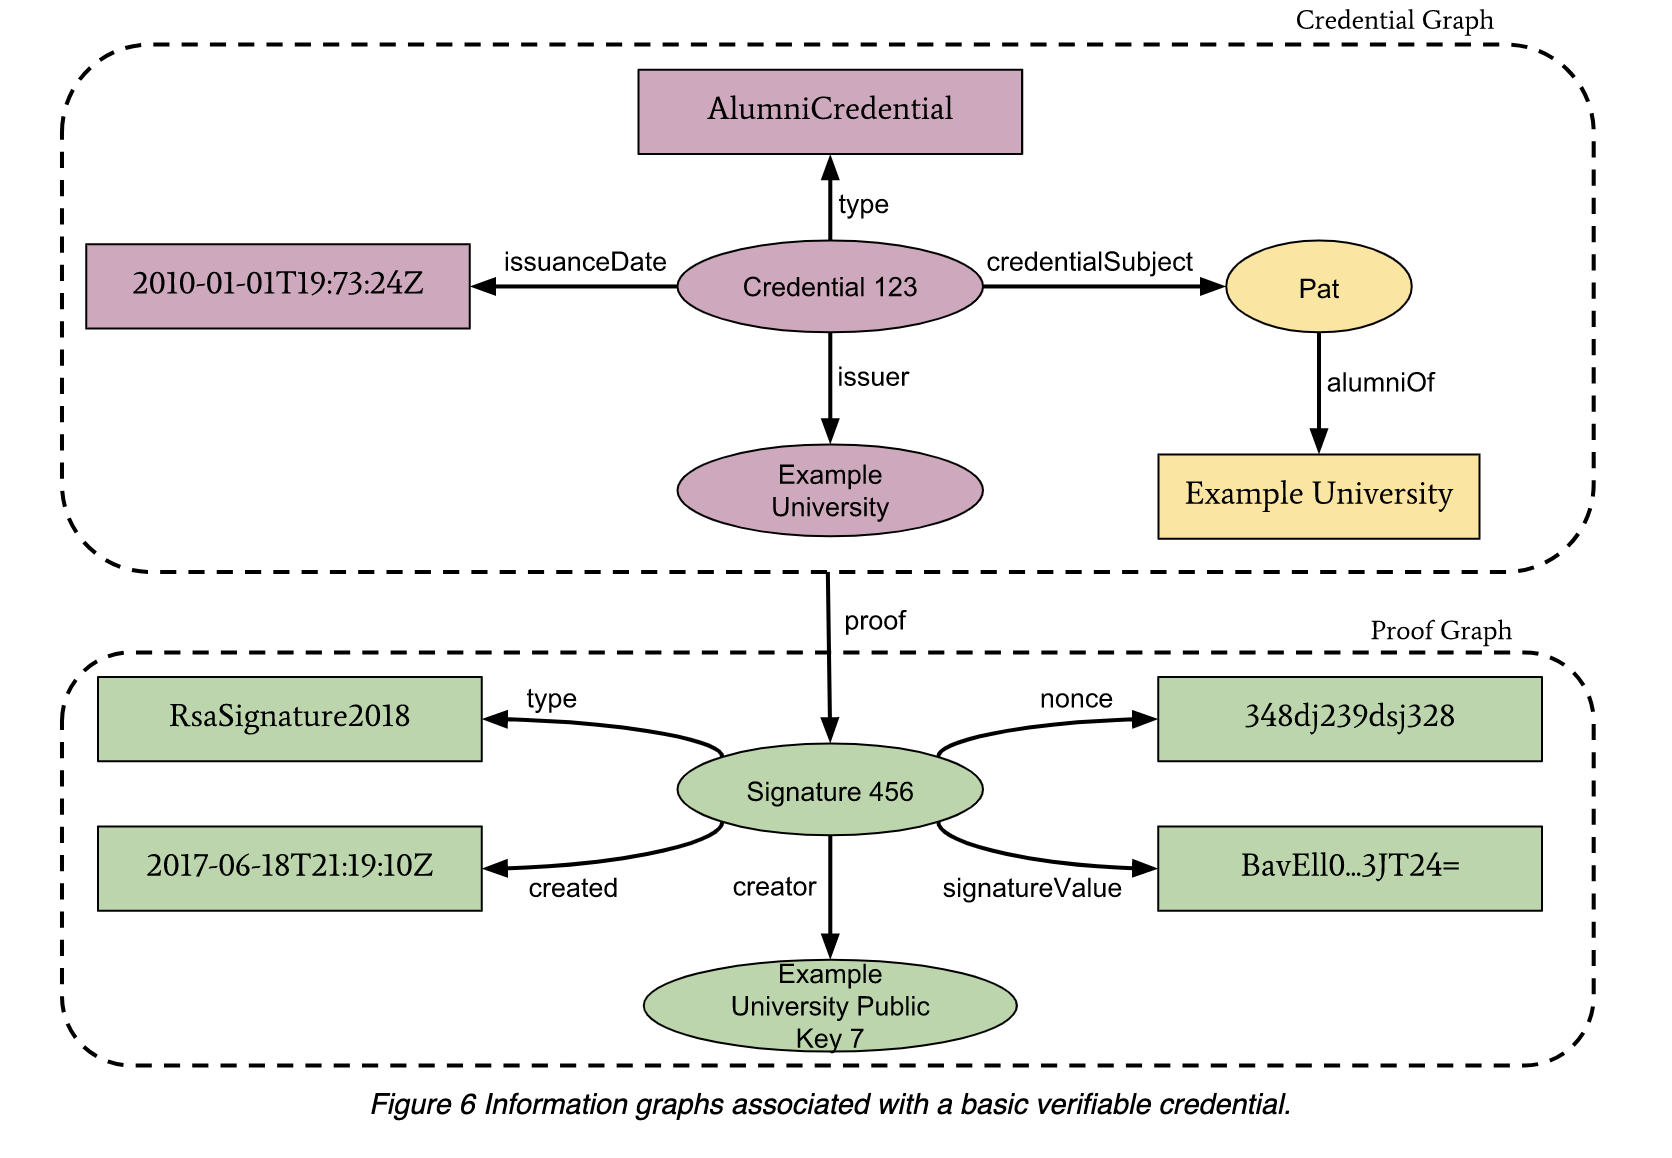 Credential Graph
AlumniCredential
type
2010-01-01T19:73:24Z
issuanceDate
Credential 123
credentialSubject
Pat
issuer
alumniOf
Example
University
Example University
proof
Proof Graph
RsaSignature2018
type
nonce
348dj239dsj328
Signature 456
2017-06-18T21:19:10Z
created
creator
signatureValue
BavEll0...3JT24=
Example
University Public
Key 7
Figure 6 Information graphs associated with a basic verifiable credential.